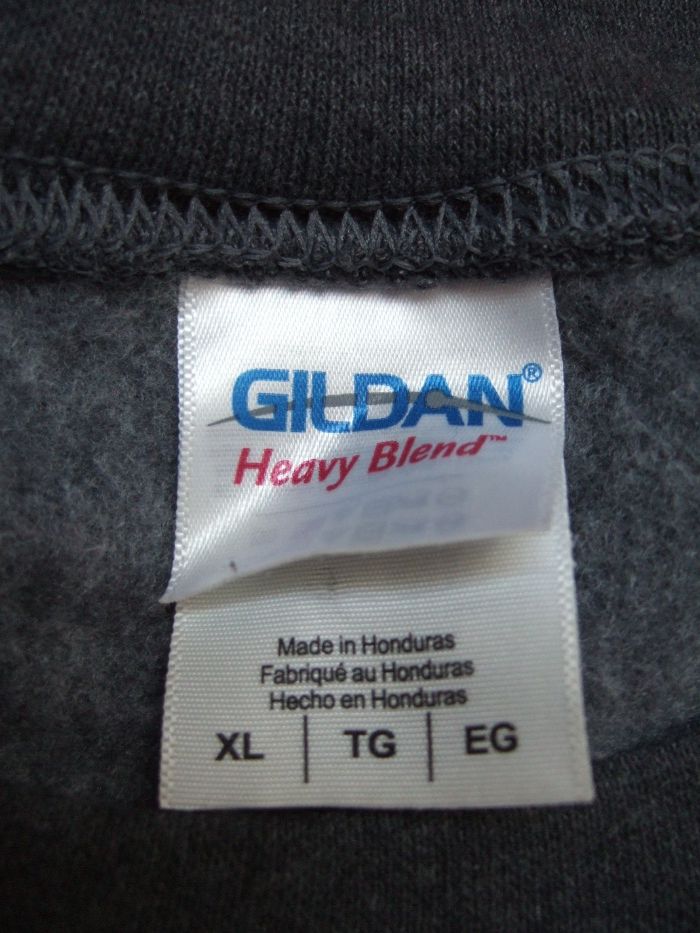 GILDAN®
Heavy Blend™
Made in Honduras
Fabriqué au Honduras
Hecho en Honduras
XL | TG | EG